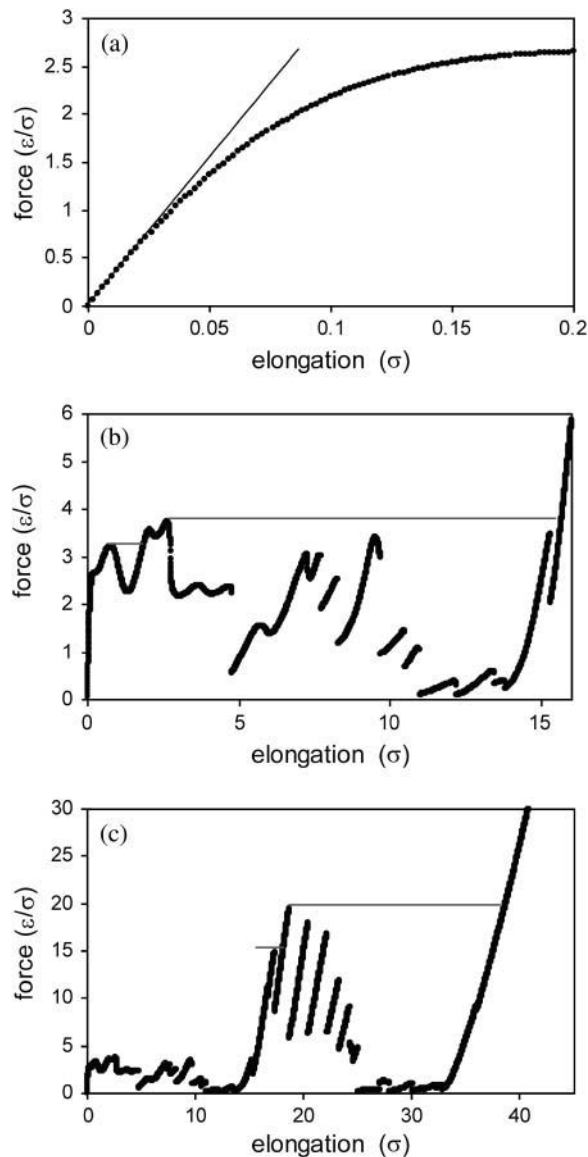 (a)
3
2.5
2
1.5
1
0.5
0
force (ε/σ)
0 0.05 0.1 0.15 0.2
elongation (σ)
(b)
6
5
4
3
2
1
0
force (ε/σ)
0 5 10 15
elongation (σ)
(c)
30
25
20
15
10
5
0
force (ε/σ)
0 10 20 30 40
elongation (σ)